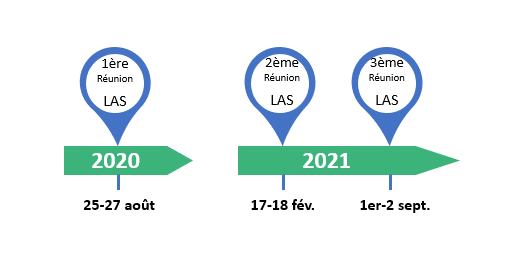 1ère
Réunion
LAS
2ème
Réunion
LAS
3ème
Réunion
LAS
2020
2021
25-27 août
17-18 fév.
1er-2 sept.